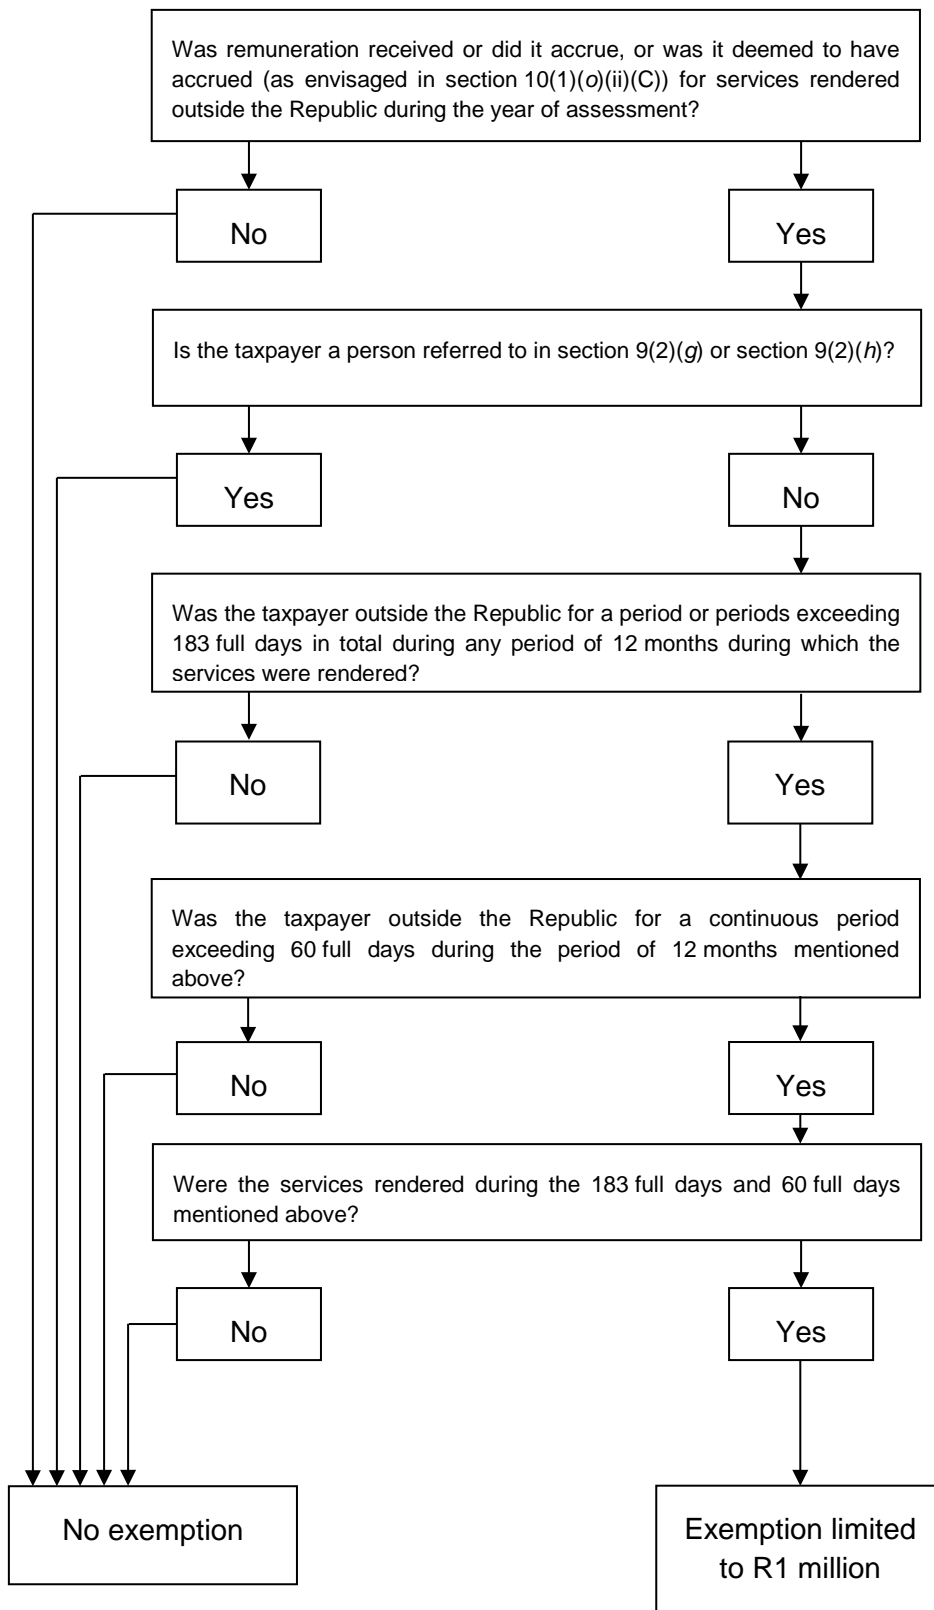 Was remuneration received or did it accrue, or was it deemed to have
accrued (as envisaged in section 10(1)(o)(ii)(C)) for services rendered
outside the Republic during the year of assessment?
No
Yes
Is the taxpayer a person referred to in section 9(2)(g) or section 9(2)(h)?
Yes
No
Was the taxpayer outside the Republic for a period or periods exceeding
183 full days in total during any period of 12 months during which the
services were rendered?
No
Yes
Was the taxpayer outside the Republic for a continuous period
exceeding 60 full days during the period of 12 months mentioned
above?
No
Yes
Were the services rendered during the 183 full days and 60 full days
mentioned above?
No
Yes
No exemption
Exemption limited
to R1 million